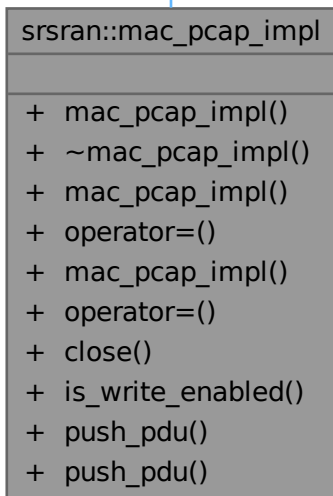 srsran::mac_pcap_impl
+ mac_pcap_impl()
+ ~mac_pcap_impl()
+ mac_pcap_impl()
+ operator=()
+ mac_pcap_impl()
+ operator=()
+ close()
+ is_write_enabled()
+ push_pdu()
+ push_pdu()